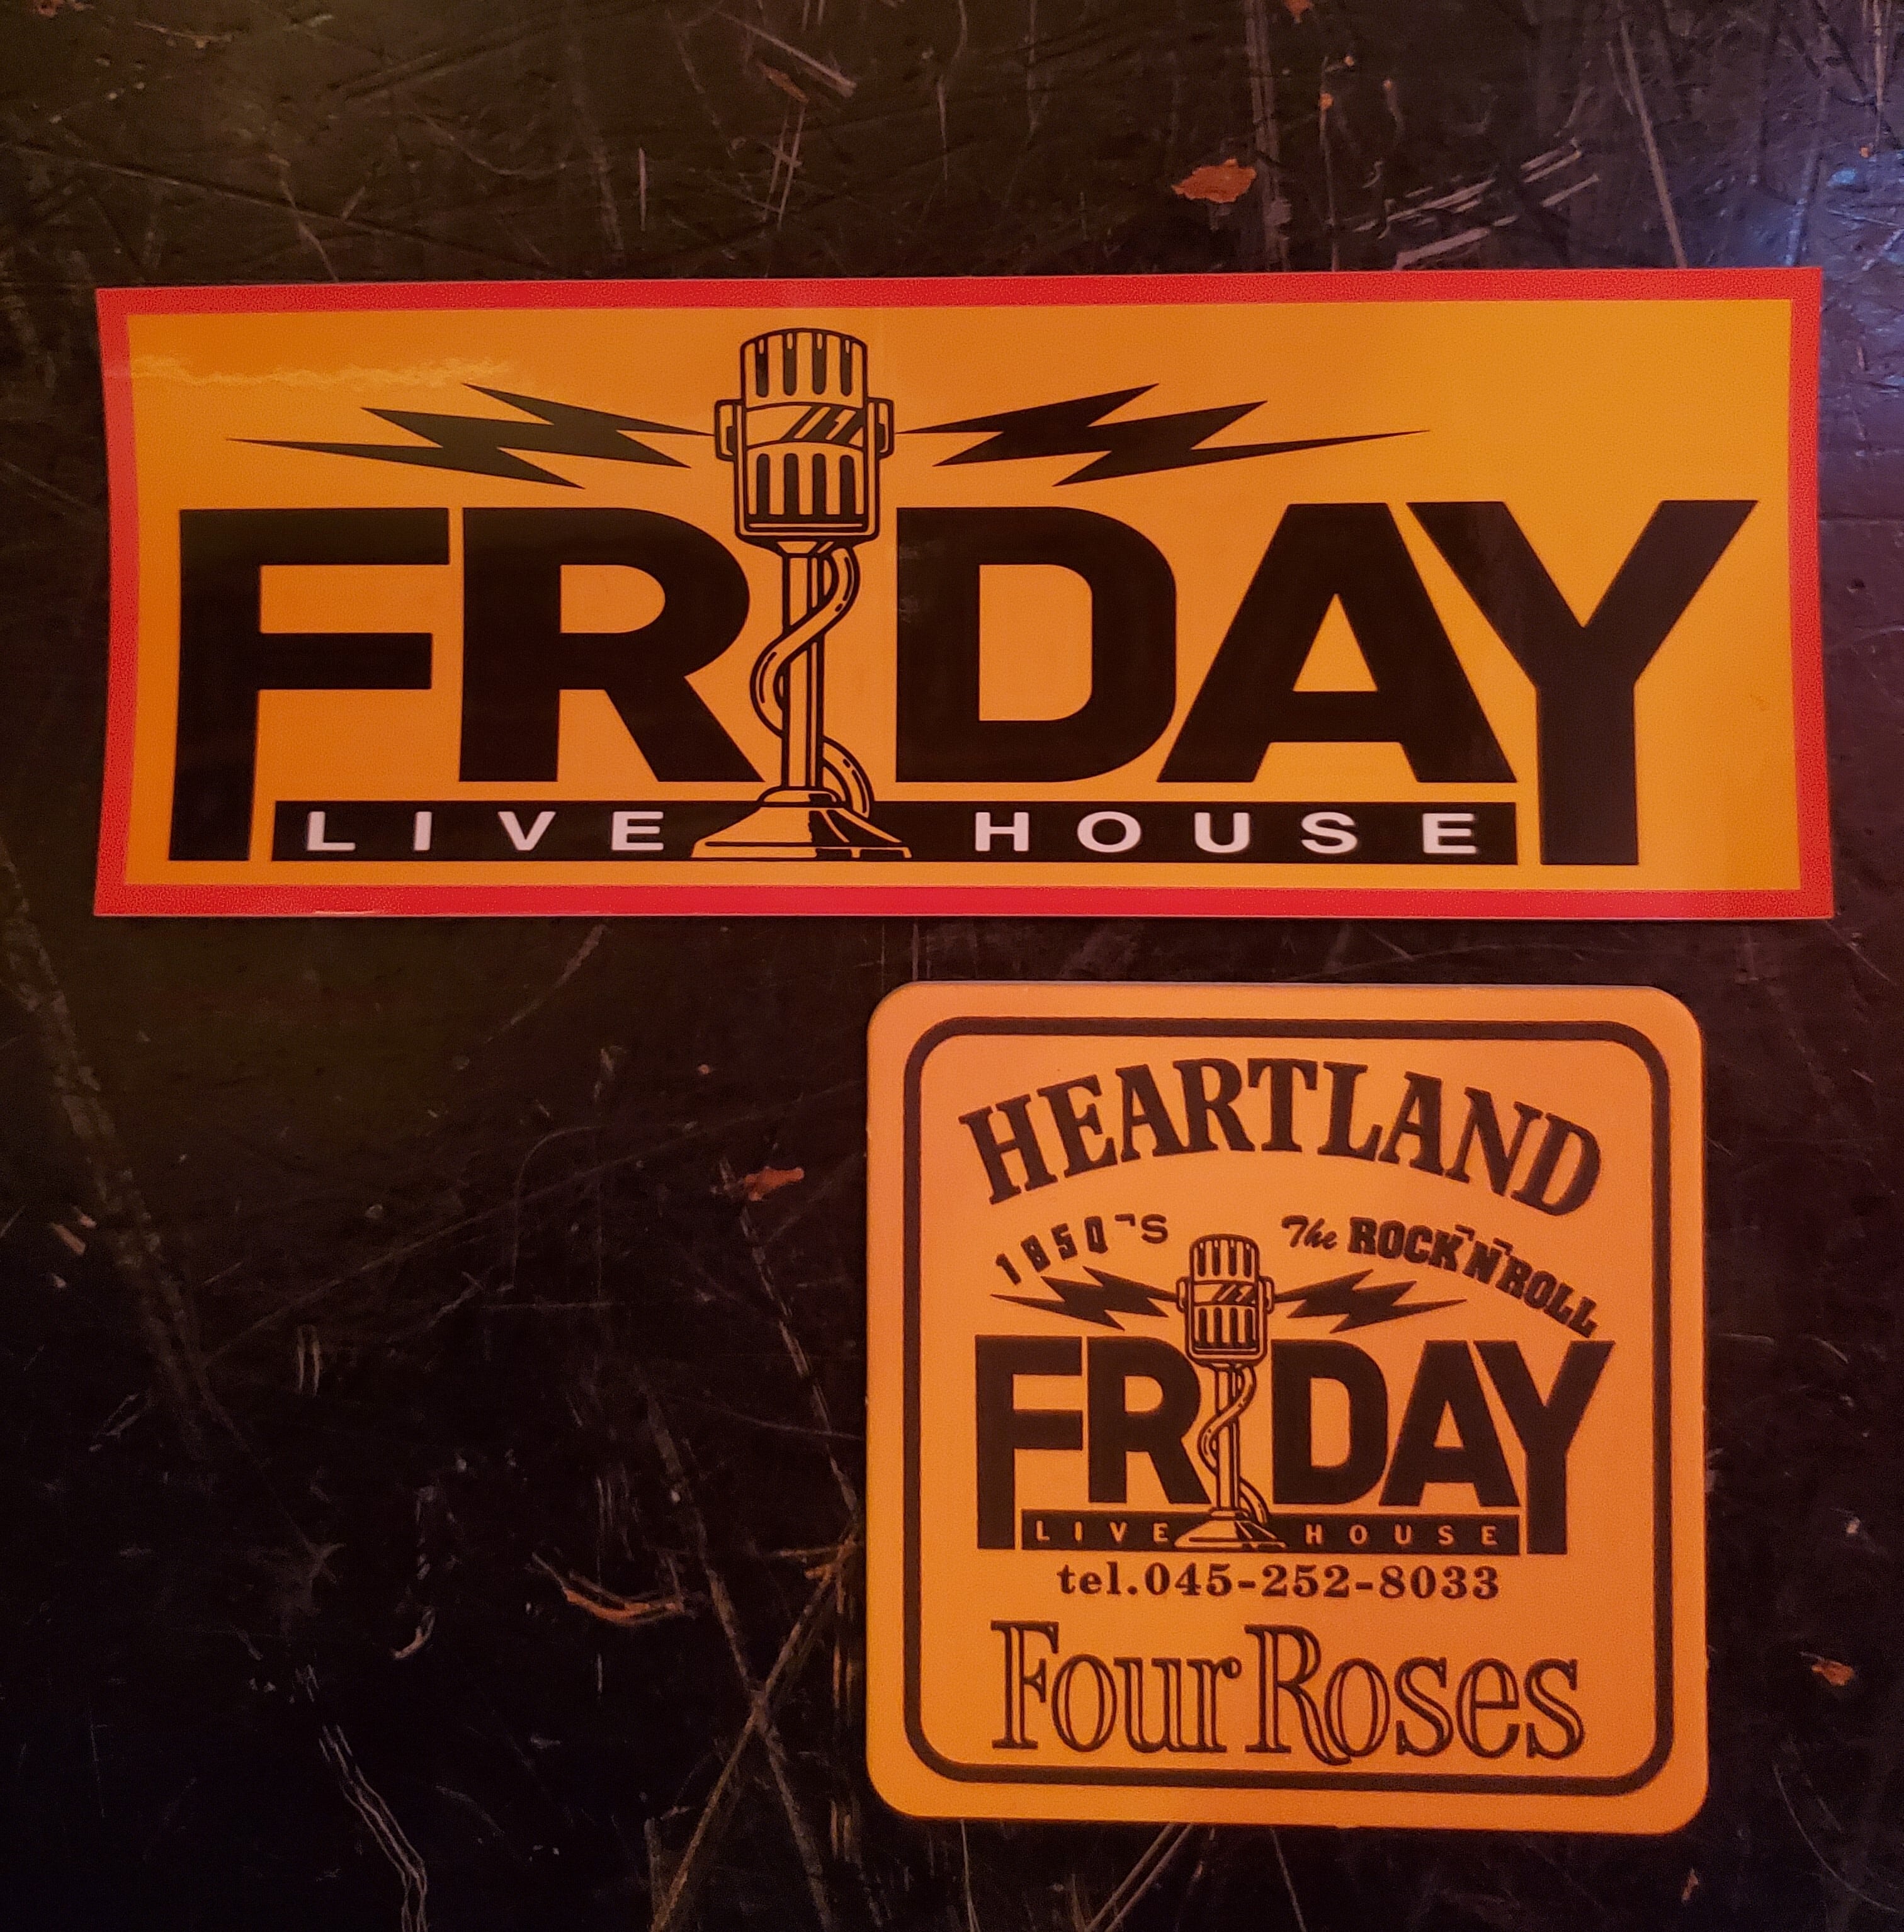 FRIDAY
LIVE HOUSE
HEARTLAND
1950'S The ROCK'N'ROLL
FRIDAY
LIVE HOUSE
tel.045-252-8033
Four Roses